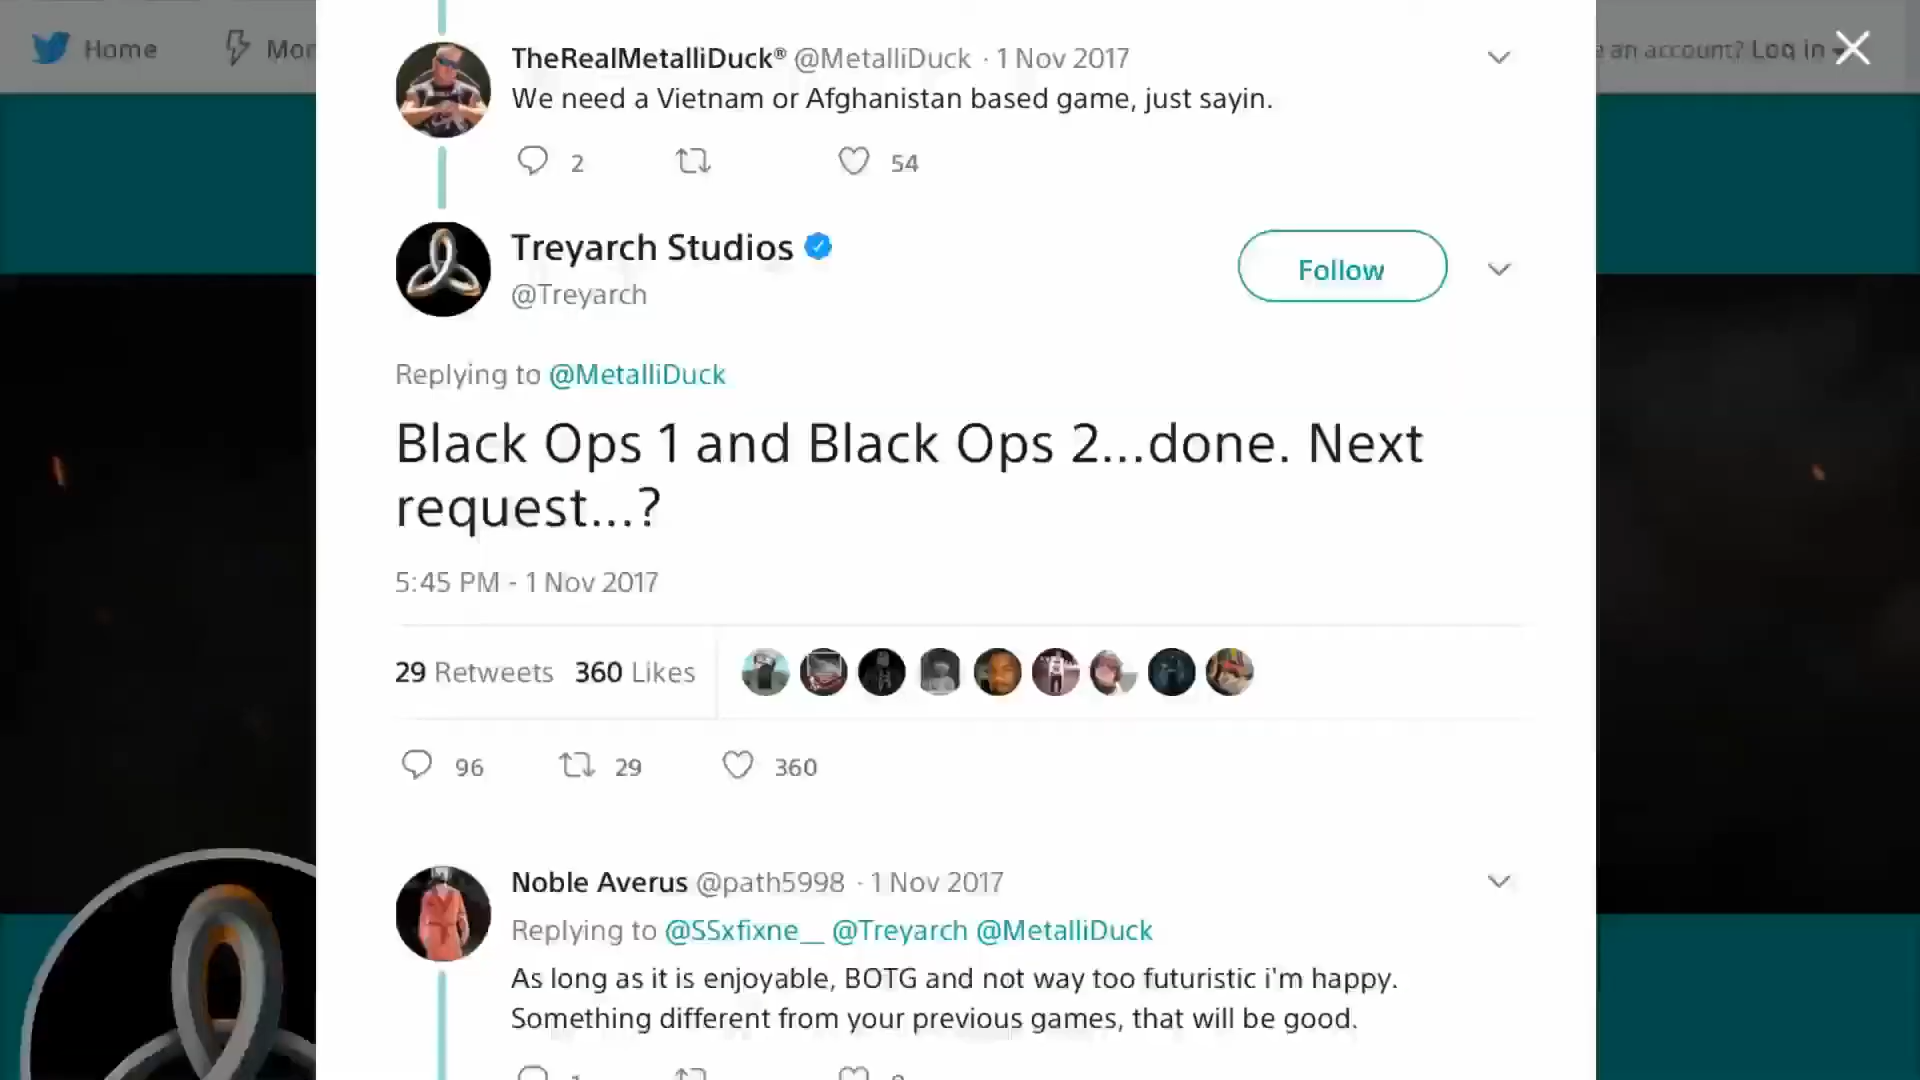 Home
TheRealMetalliDuck® @MetalliDuck · 1 Nov 2017
an account? Log in
We need a Vietnam or Afghanistan based game, just sayin.
2
54
Treyarch Studios
@Treyarch
Follow
Replying to @MetalliDuck
Black Ops 1 and Black Ops 2...done. Next
request...?
5:45 PM - 1 Nov 2017
29 Retweets 360 Likes
96
29
360
Noble Averus @path5998 · 1 Nov 2017
Replying to @SSxfixne__ @Treyarch @MetalliDuck
As long as it is enjoyable, BOTG and not way too futuristic i'm happy.
Something different from your previous games, that will be good.